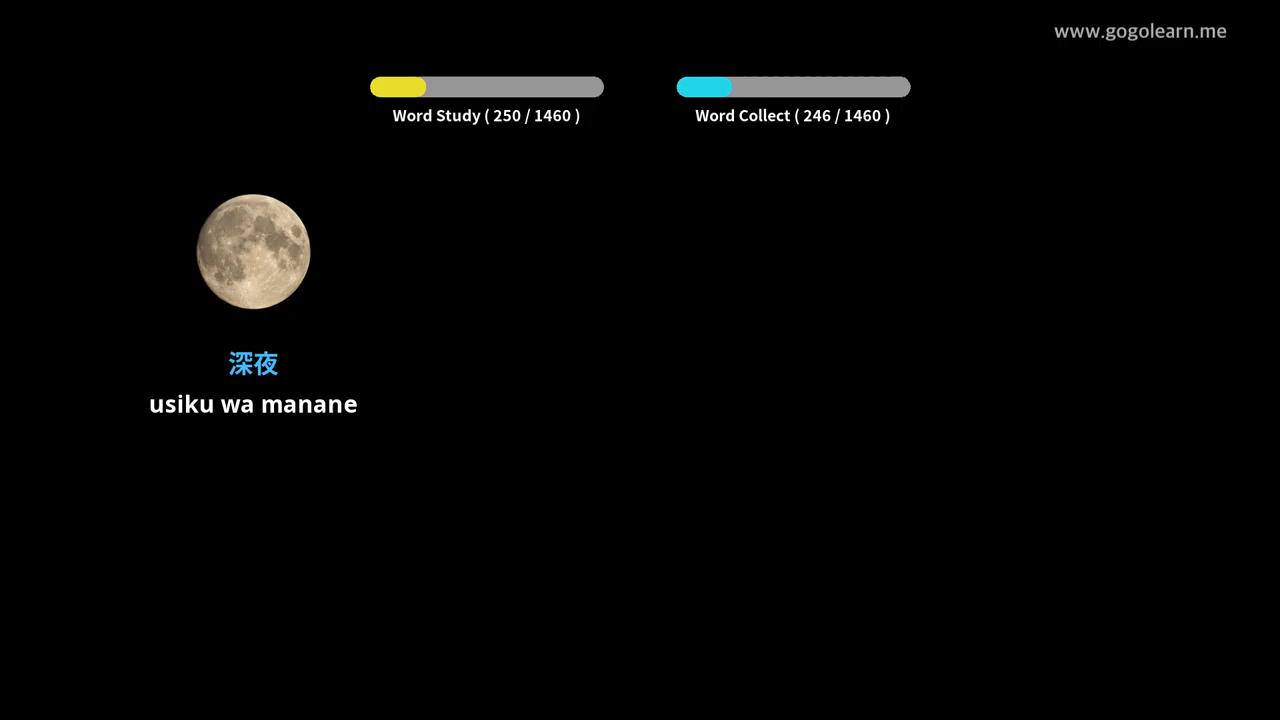 www.gogolearn.me
Word Study ( 250 / 1460 )
Word Collect ( 246 / 1460 )
深夜
usiku wa manane